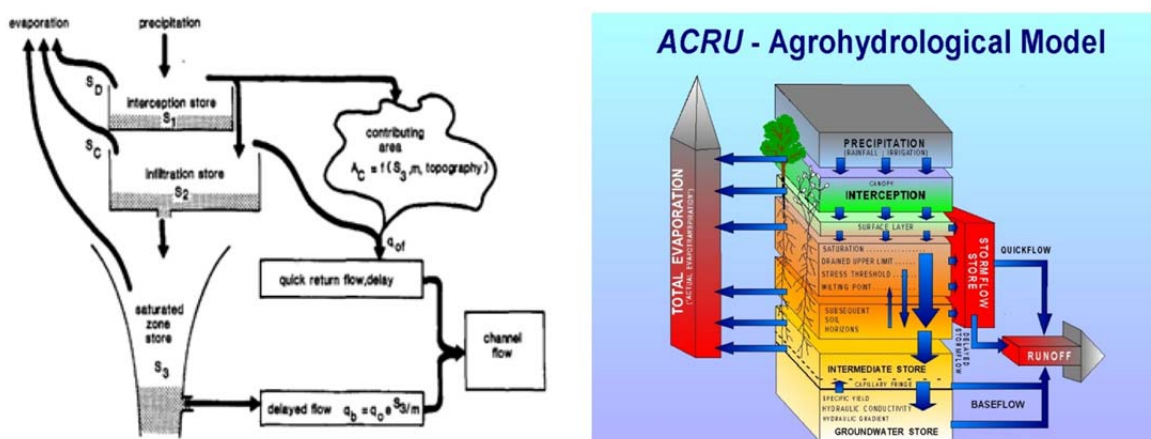 evaporation
precipitation
S_D
interception store
S_1
S_C
infiltration store
S_2
contributing
area
A_C = f(S_3,m, topography)
q_of
quick return flow,delay
saturated
zone
store
S_3
channel
flow
delayed flow q_b = q_o e^S_3/m
ACRU - Agrohydrological Model
TOTAL EVAPORATION
("ACTUAL EVAPOTRANSPIRATION")
PRECIPITATION
(RAINFALL ; IRRIGATION)
CANOPY
INTERCEPTION
SURFACE LAYER
SATURATION
DRAINED UPPER LIMIT
STRESS THRESHOLD
WILTING POINT
SUBSEQUENT
SOIL
HORIZONS
INTERMEDIATE STORE
CAPILLARY FRINGE
SPECIFIC YIELD
HYDRAULIC CONDUCTIVITY
HYDRAULIC GRADIENT
GROUNDWATER STORE
STORMFLOW
STORE
QUICKFLOW
DELAYED
STORMFLOW
RUNOFF
BASEFLOW